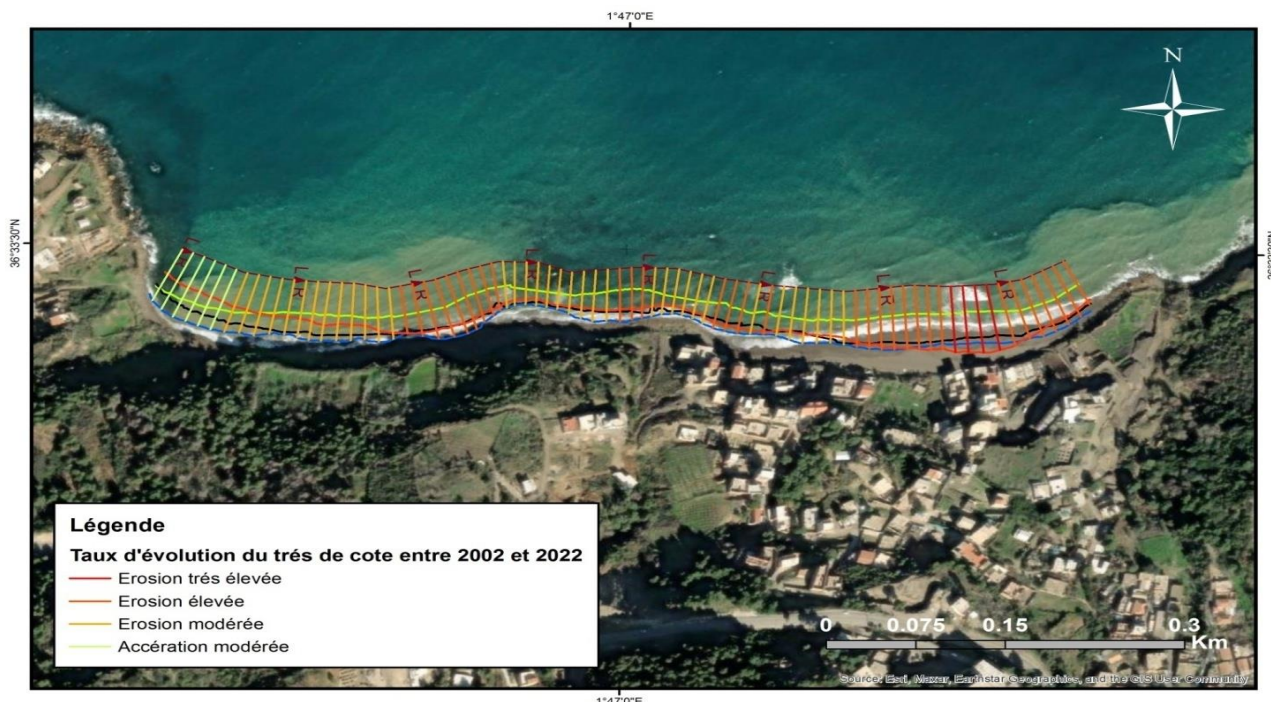 1°47'0"E
N
36°33'30"N
L
R
L
R
L
R
L
R
L
R
L
R
L
R
Légende
Taux d'évolution du trés de cote entre 2002 et 2022
Erosion trés élevée
Erosion élevée
Erosion modérée
Accération modérée
0 0.075 0.15 0.3
Km
Source: Esri, Maxar, Earthstar Geographics, and the GIS User Community
1°47'0"E